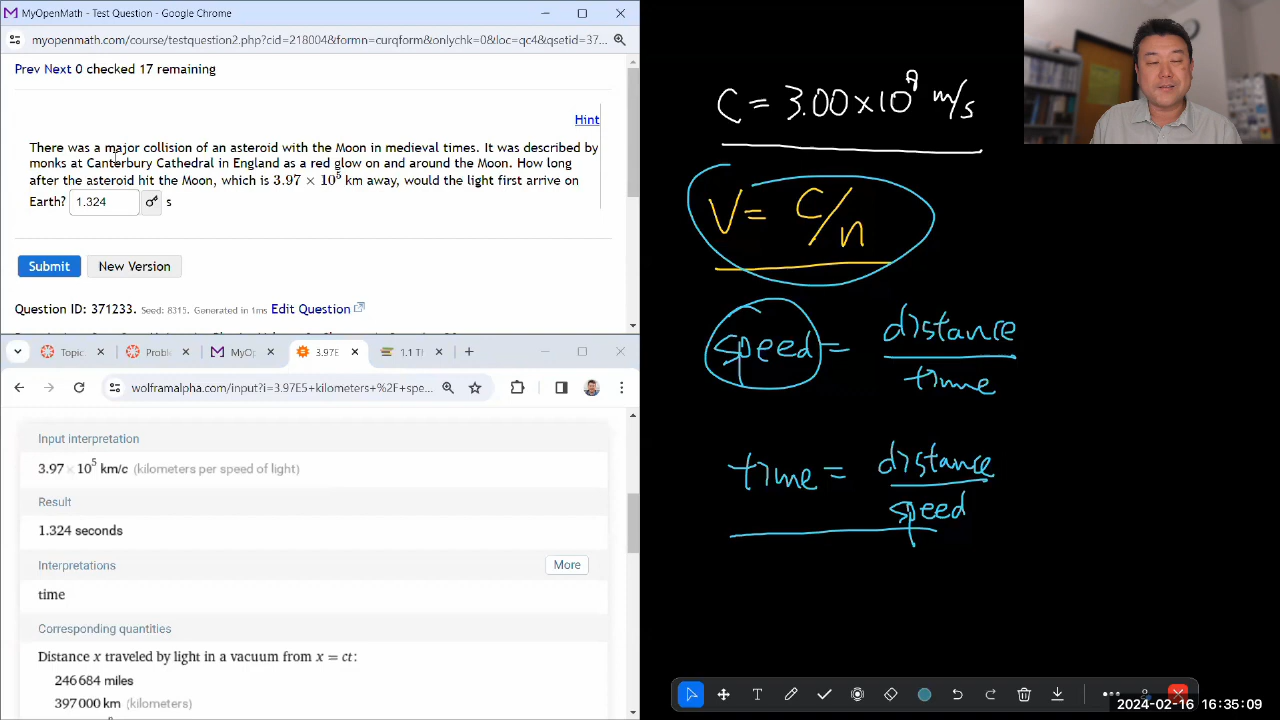 MyOpenMath - Test Question - Google Chrome
myopenmath.com/course/testquestion2.php?cid=218004&formn=curqform&onlychk=0&loc=qc4&qsetid=37...
Prev Next 0 checked 17 remaining
Hint
There was a major collision of an asteroid with the Moon in medieval times. It was described by
monks at Canterbury Cathedral in England as a red glow on and around the Moon. How long
after the asteroid hit the Moon, which is 3.97 × 10⁵ km away, would the light first arrive on
Earth? 1.324 s
Submit New Version
Question ID: 371233. Seed: 8315. Generated in 1ms Edit Question
Topic Proble MyOp 3.97E 1.1 Th
wolframalpha.com/input?i=3.97E5+kilometers+%2F+spe...
Input interpretation
3.97 × 10⁵ km/c (kilometers per speed of light)
Result
1.324 seconds
Interpretations More
time
Corresponding quantities
Distance x traveled by light in a vacuum from x = ct:
246684 miles
397000 km (kilometers)
C = 3.00×10⁸ m/s
V = C/n
speed = distance
time
time = distance
speed
2024-02-16 16:35:09